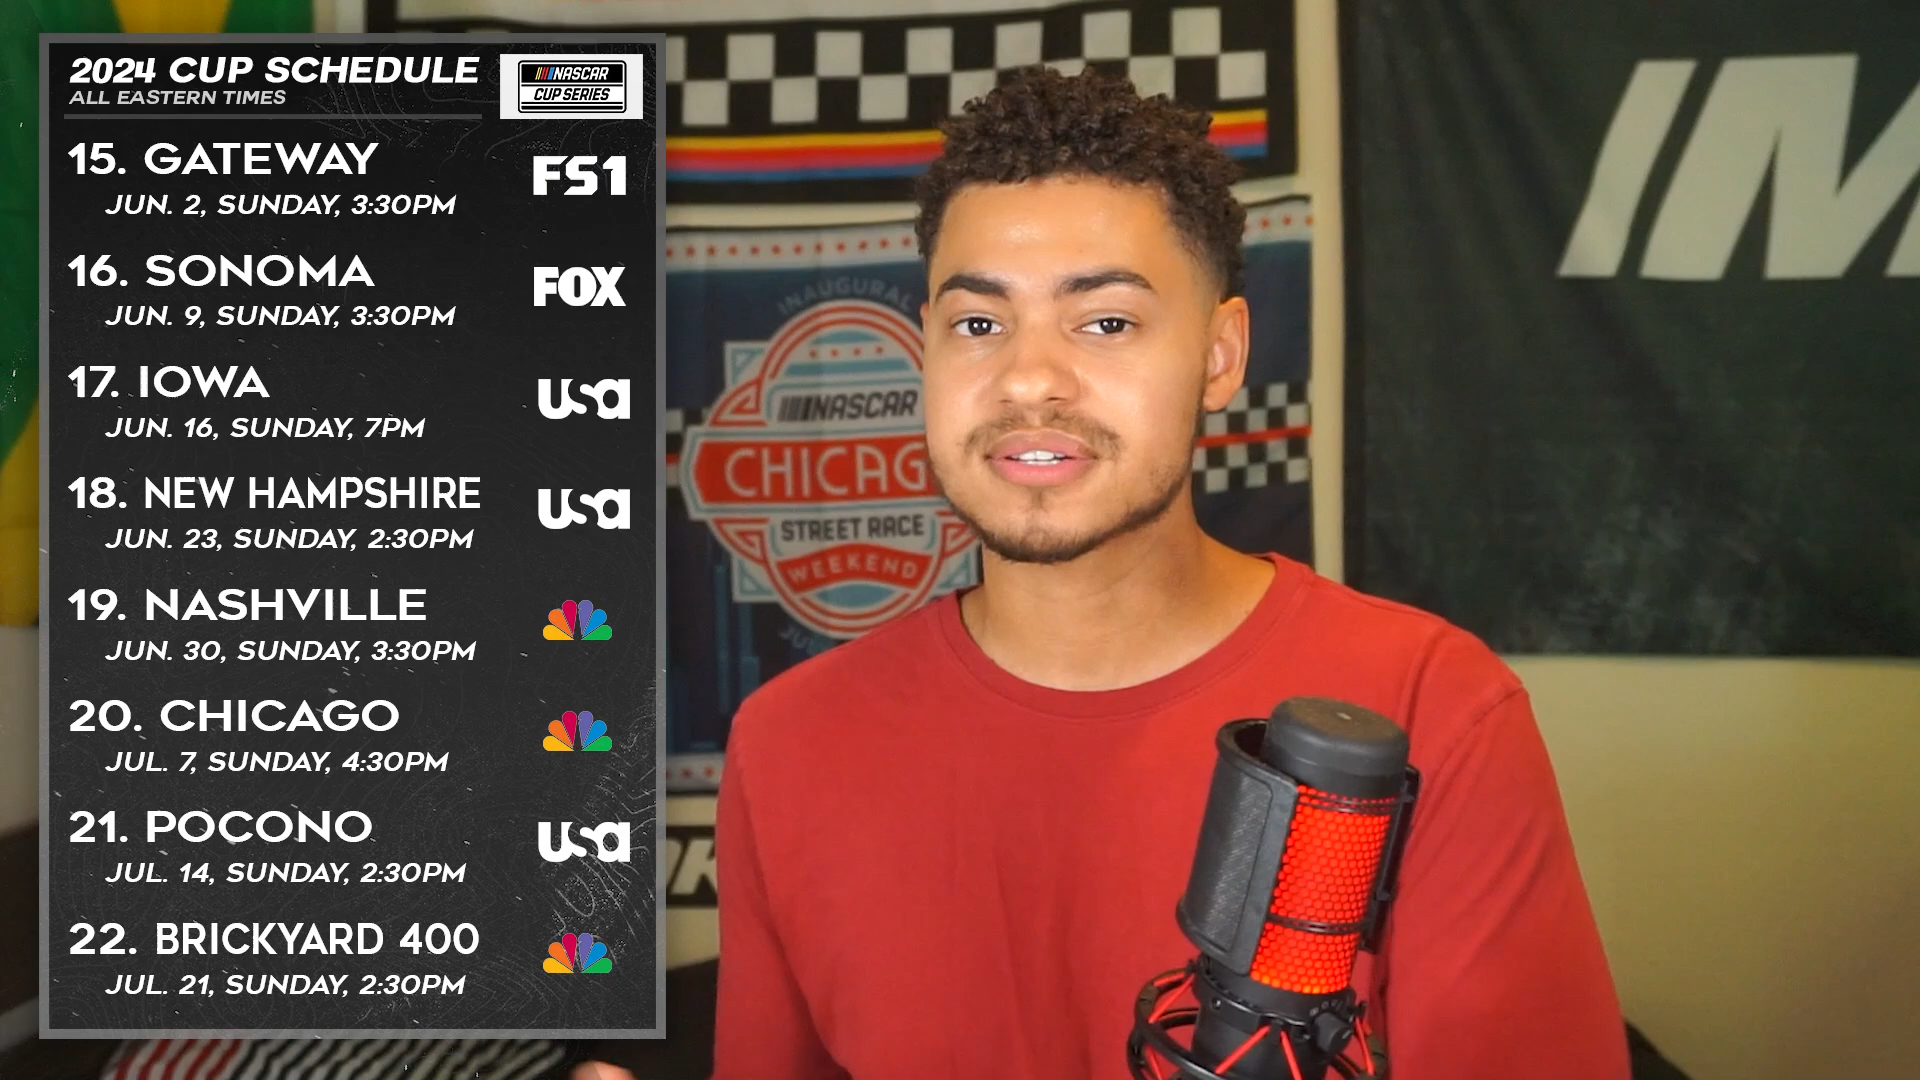 2024 CUP SCHEDULE
ALL EASTERN TIMES
NASCAR
CUP SERIES
15. GATEWAY
JUN. 2, SUNDAY, 3:30PM
FS1
16. SONOMA
JUN. 9, SUNDAY, 3:30PM
FOX
17. IOWA
JUN. 16, SUNDAY, 7PM
usa
18. NEW HAMPSHIRE
JUN. 23, SUNDAY, 2:30PM
usa
19. NASHVILLE
JUN. 30, SUNDAY, 3:30PM
20. CHICAGO
JUL. 7, SUNDAY, 4:30PM
21. POCONO
JUL. 14, SUNDAY, 2:30PM
usa
22. BRICKYARD 400
JUL. 21, SUNDAY, 2:30PM
INAUGURAL
NASCAR
CHICAG
STREET RACE
WEEKEND
IM